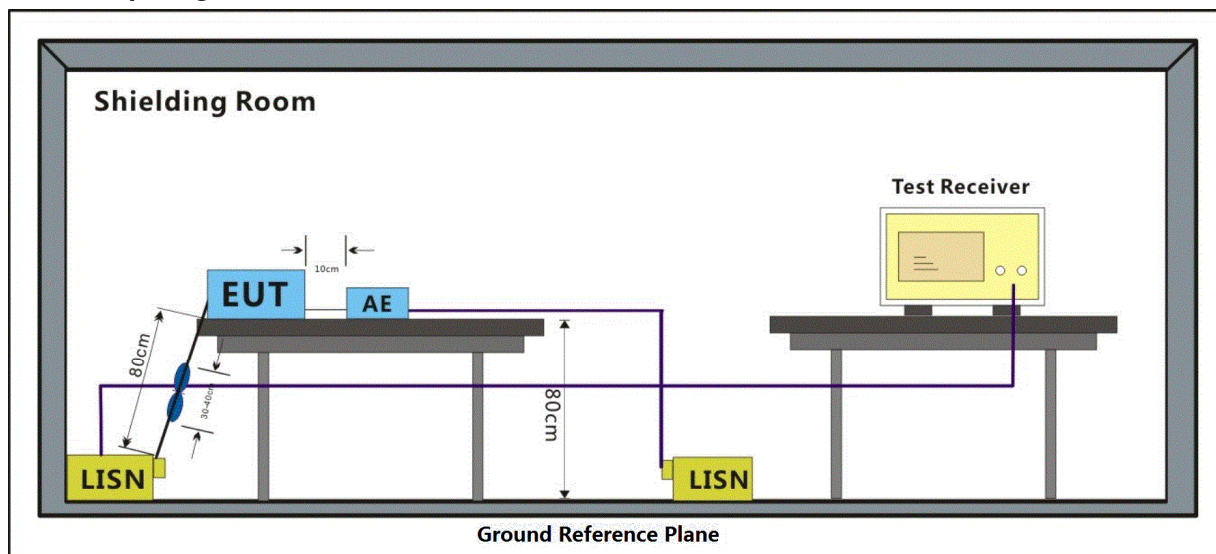 Shielding Room
Test Receiver
10cm
EUT
AE
80cm
30-40cm
80cm
LISN
LISN
Ground Reference Plane